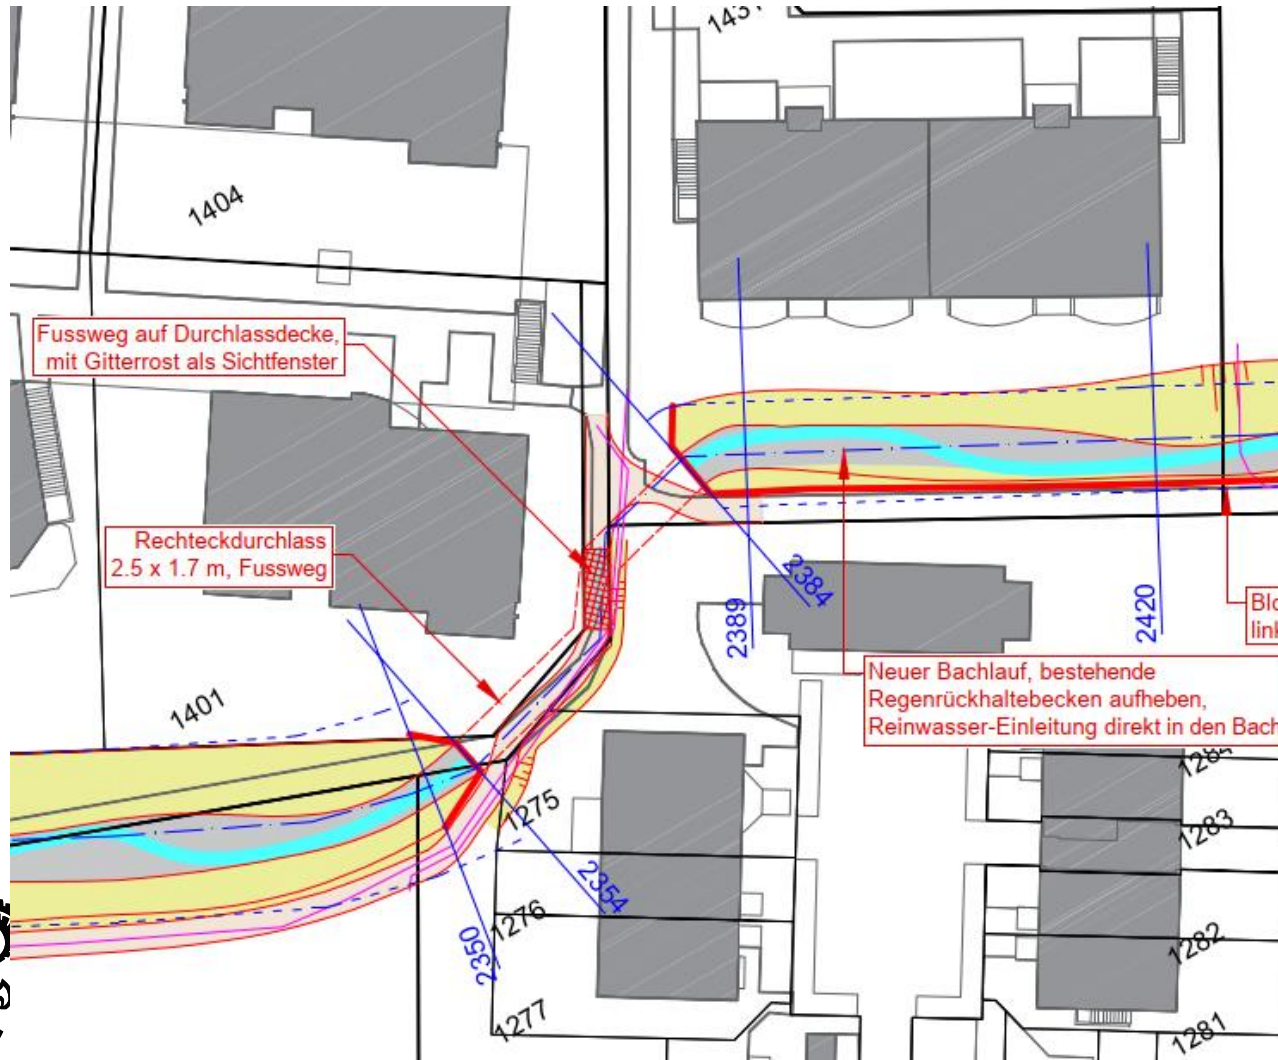 1404
Fussweg auf Durchlassdecke,
mit Gitterrost als Sichtfenster
Rechteckdurchlass
2.5 x 1.7 m, Fussweg
2384
2389
2420
Neuer Bachlauf, bestehende
Regenrückhaltebecken aufheben,
Reinwasser-Einleitung direkt in den Bach
1401
1275
1283
2354
1276
2350
1282
1277
1281